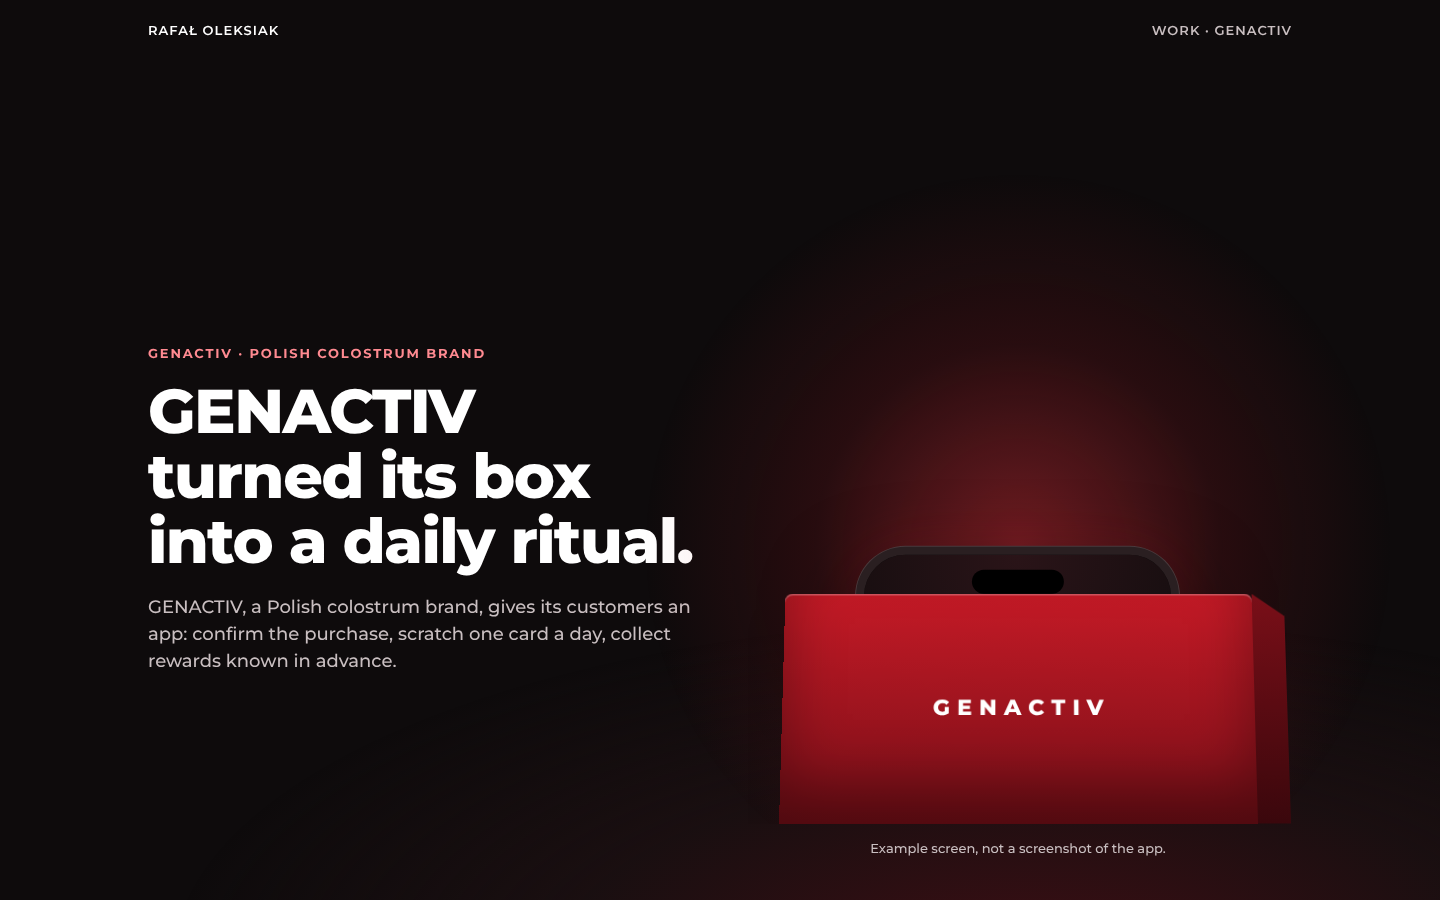 RAFAŁ OLEKSIAK
WORK · GENACTIV
GENACTIV · POLISH COLOSTRUM BRAND
GENACTIV
turned its box
into a daily ritual.
GENACTIV, a Polish colostrum brand, gives its customers an
app: confirm the purchase, scratch one card a day, collect
rewards known in advance.
GENACTIV
Example screen, not a screenshot of the app.